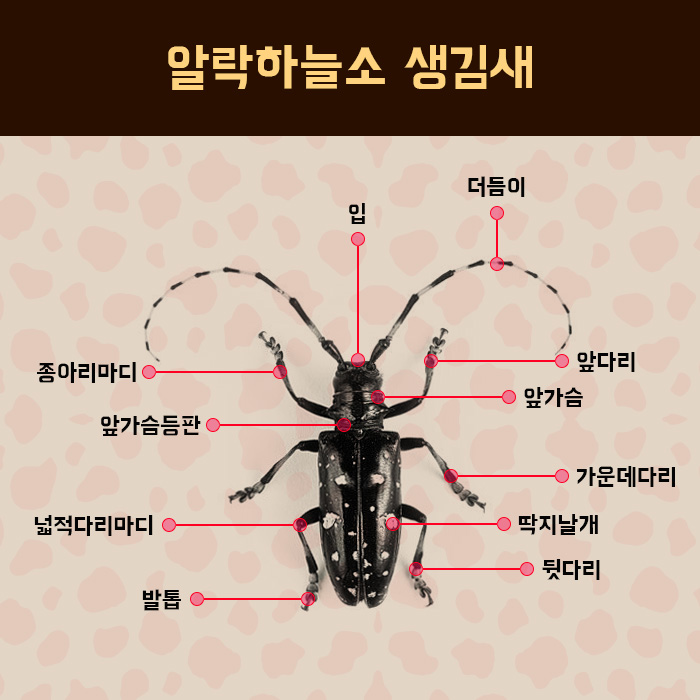 알락하늘소 생김새
더듬이
입
앞다리
종아리마디
앞가슴
앞가슴등판
가운데다리
넓적다리마디
딱지날개
뒷다리
발톱